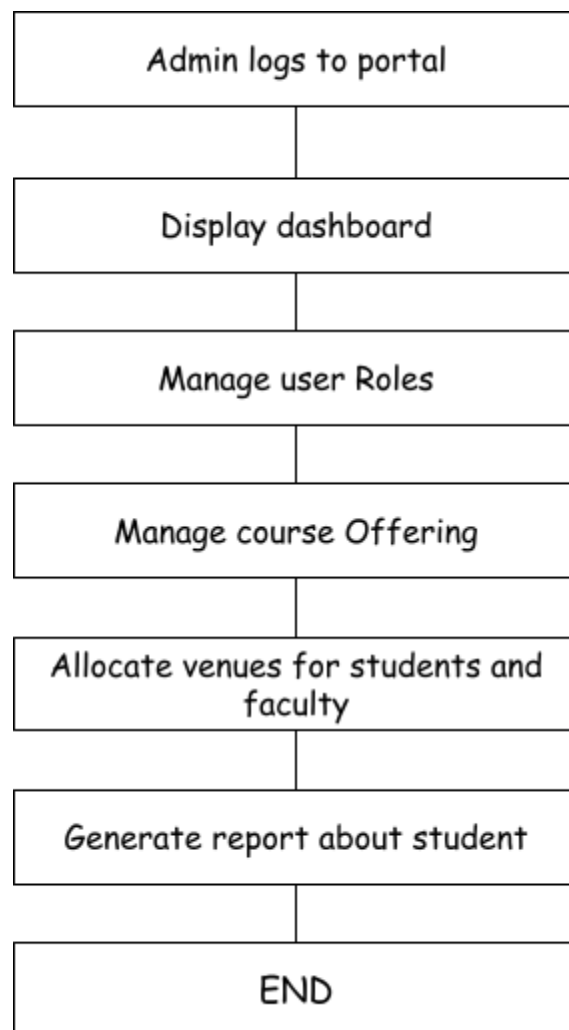 Admin logs to portal
Display dashboard
Manage user Roles
Manage course Offering
Allocate venues for students and
faculty
Generate report about student
END